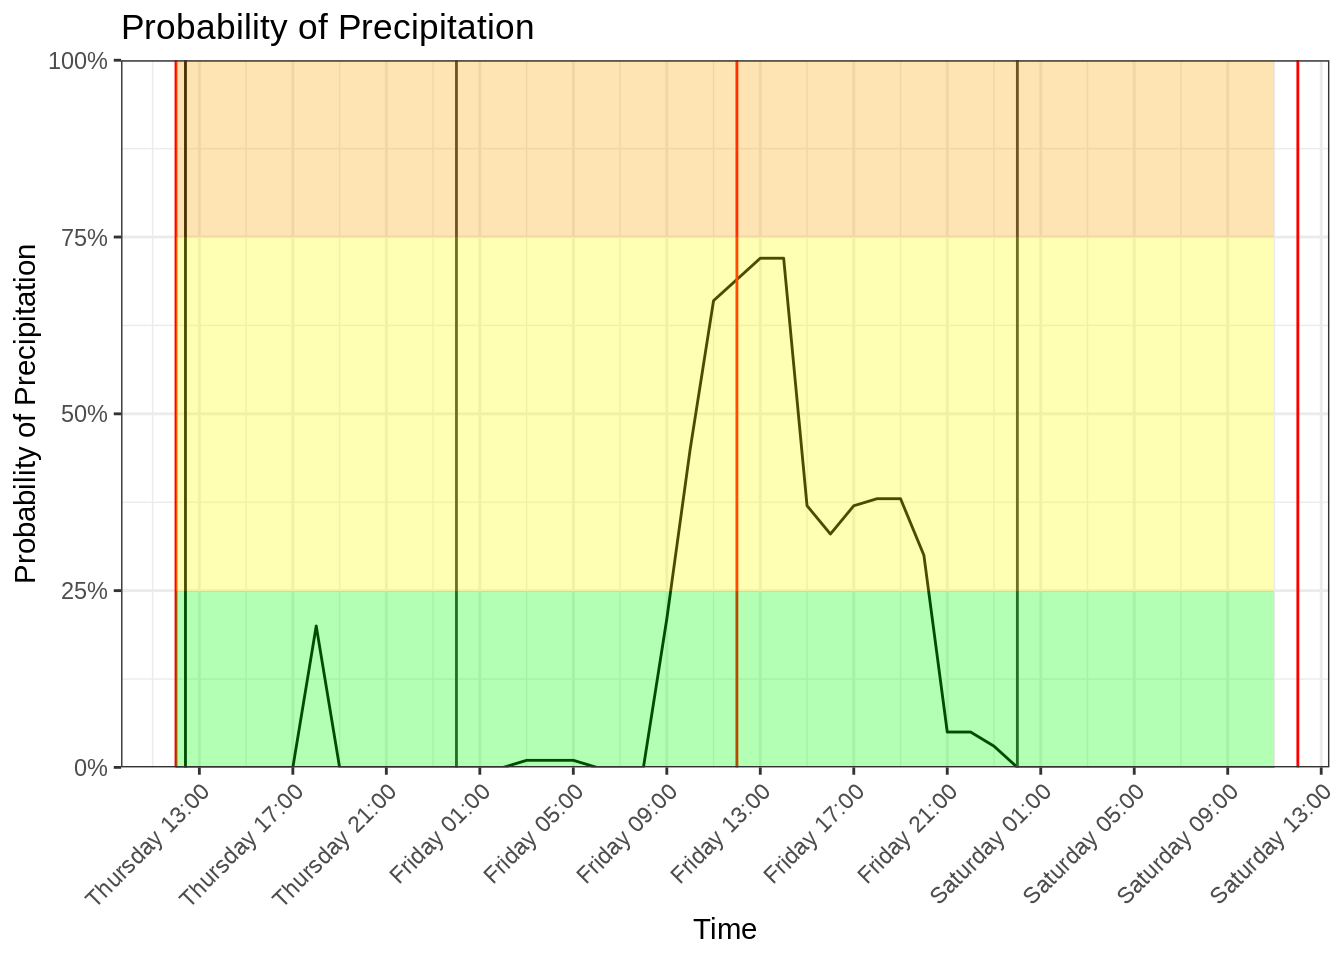 Probability of Precipitation
Probability of Precipitation
100%
75%
50%
25%
0%
Thursday 13:00
Thursday 17:00
Thursday 21:00
Friday 01:00
Friday 05:00
Friday 09:00
Friday 13:00
Friday 17:00
Friday 21:00
Saturday 01:00
Saturday 05:00
Saturday 09:00
Saturday 13:00
Time